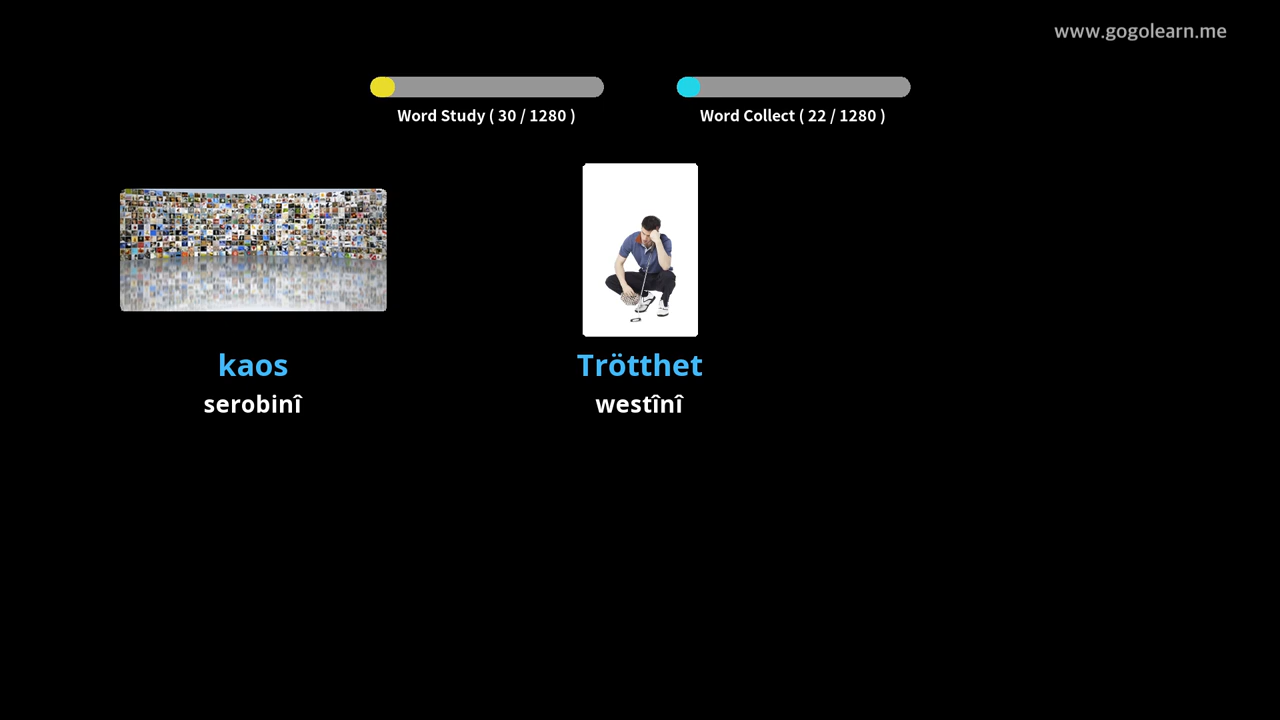 www.gogolearn.me
Word Study ( 30 / 1280 )
Word Collect ( 22 / 1280 )
kaos
serobinî
Trötthet
westînî